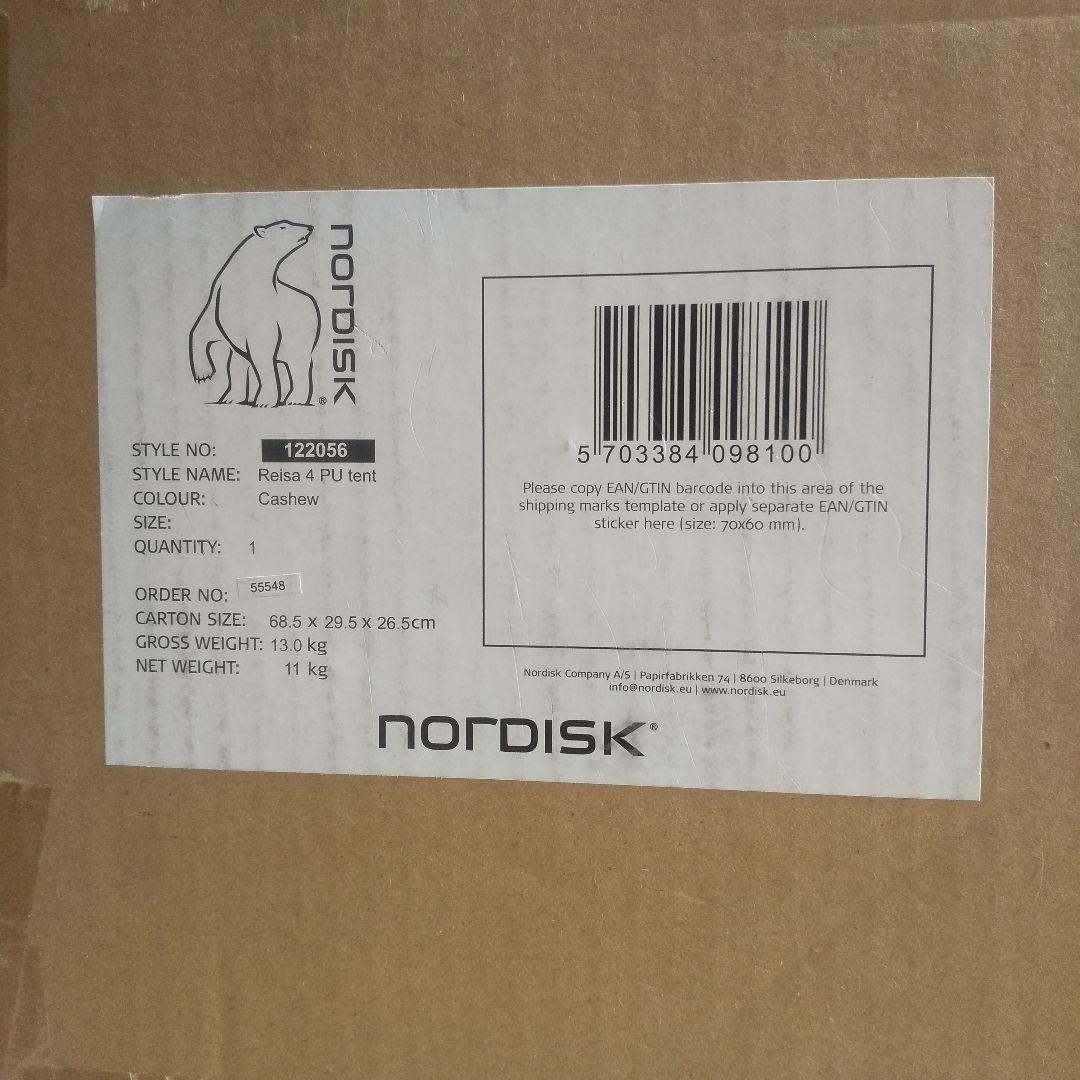 NORDISK®
STYLE NO: 122056
STYLE NAME: Reisa 4 PU tent
COLOUR: Cashew
SIZE:
QUANTITY: 1
ORDER NO: 55548
CARTON SIZE: 68.5 x 29.5 x 26.5cm
GROSS WEIGHT: 13.0 kg
NET WEIGHT: 11 kg
5 703384 098100
Please copy EAN/GTIN barcode into this area of the
shipping marks template or apply separate EAN/GTIN
sticker here (size: 70x60 mm).
Nordisk Company A/S | Papirfabrikken 74 | 8600 Silkeborg | Denmark
info@nordisk.eu | www.nordisk.eu
NORDISK®